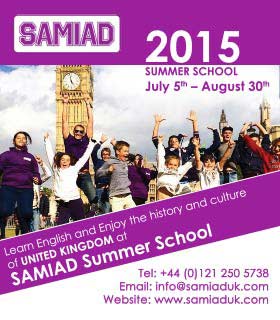 SAMIAD
2015
SUMMER SCHOOL
July 5th – August 30th
Learn English and Enjoy the history and culture
of UNITED KINGDOM at
SAMIAD Summer School
Tel: +44 (0)121 250 5738
Email: info@samiaduk.com
Website: www.samiaduk.com